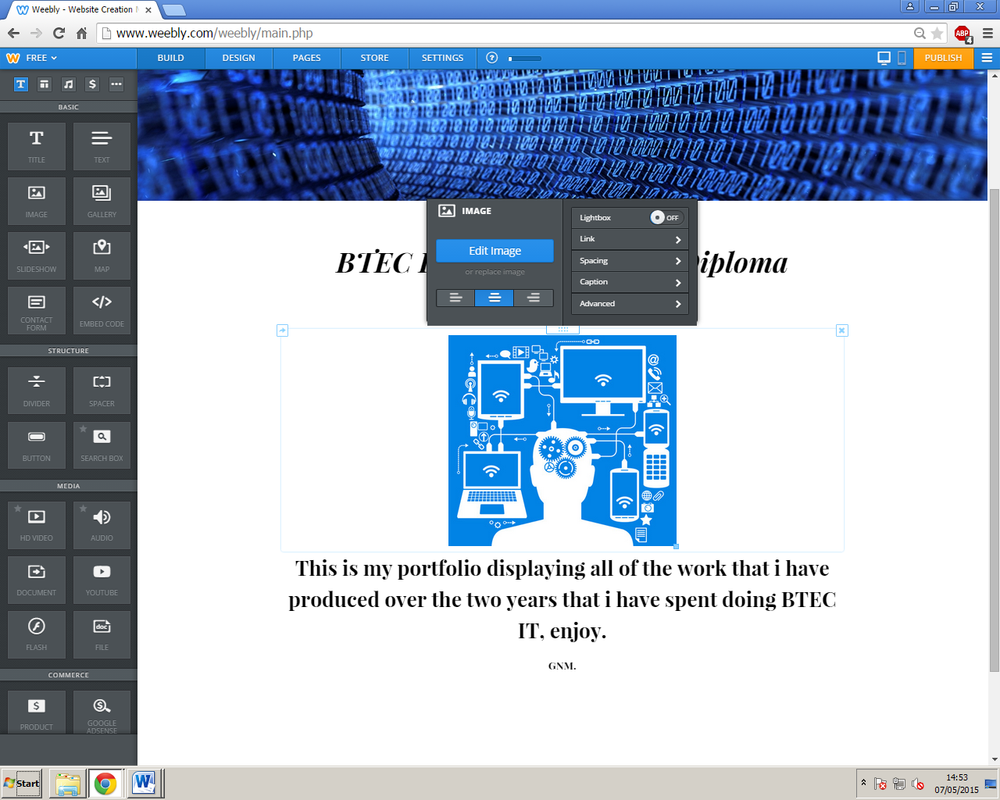 Weebly - Website Creation
www.weebly.com/weebly/main.php
ABP
4
FREE
BUILD
DESIGN
PAGES
STORE
SETTINGS
?
PUBLISH
BASIC
TITLE
TEXT
IMAGE
GALLERY
SLIDESHOW
MAP
CONTACT
FORM
EMBED CODE
STRUCTURE
DIVIDER
SPACER
BUTTON
SEARCH BOX
MEDIA
HD VIDEO
AUDIO
DOCUMENT
YOUTUBE
FLASH
doc
FILE
COMMERCE
PRODUCT
GOOGLE
ADSENSE
IMAGE
Edit Image
or replace image
Lightbox
OFF
Link
Spacing
Caption
Advanced
BTEC
iploma
@
This is my portfolio displaying all of the work that i have
produced over the two years that i have spent doing BTEC
IT, enjoy.
GNM.
Start
14:53
07/05/2015